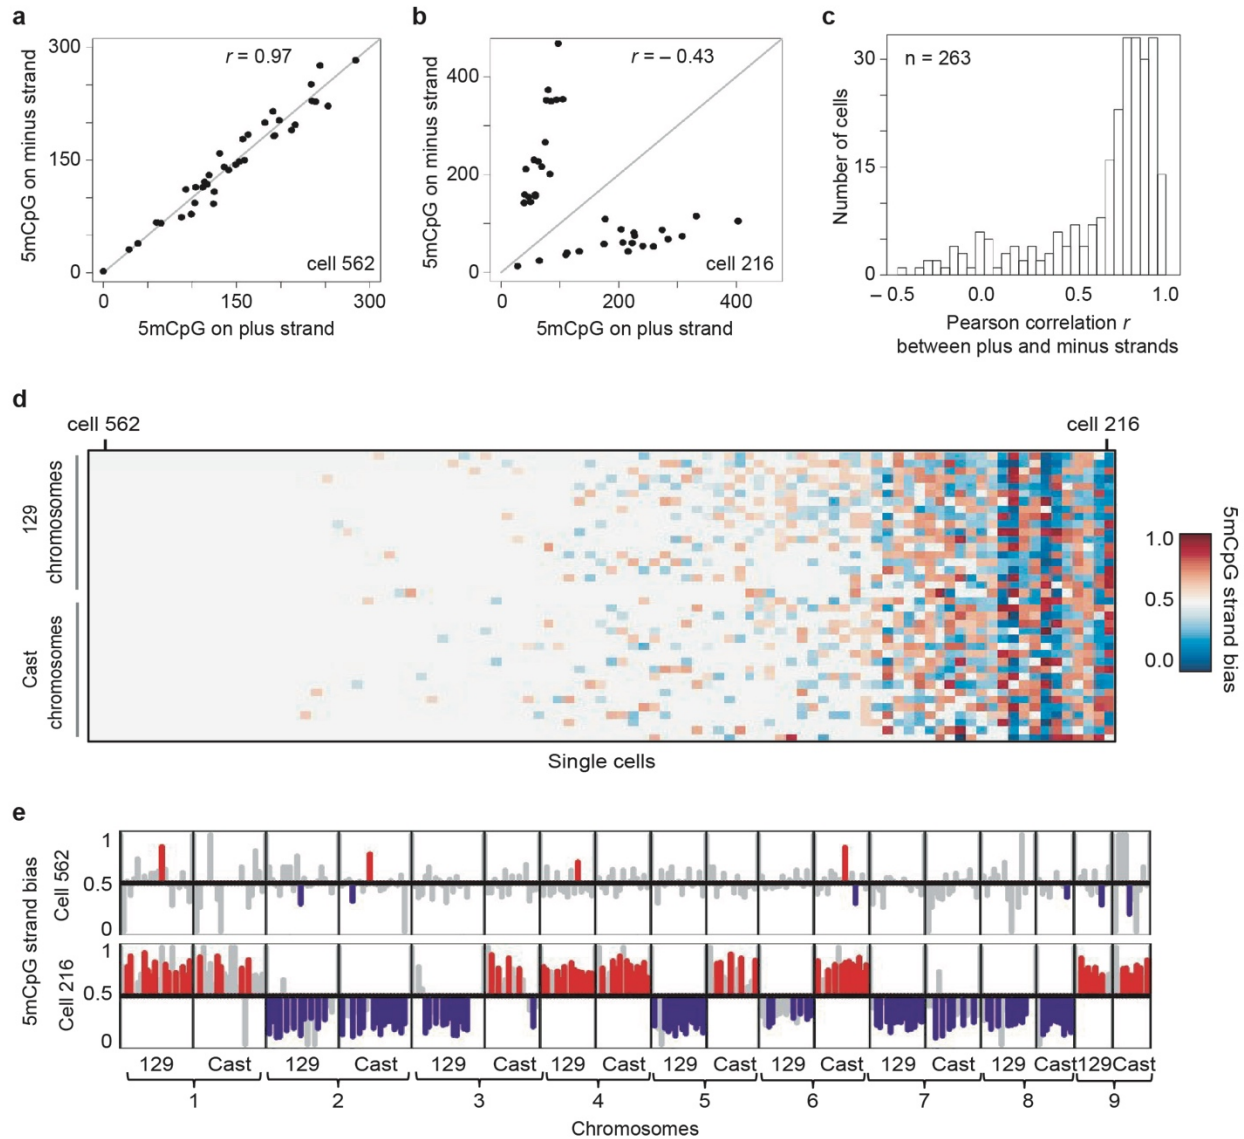 a
300
150
0
0
150
300
r = 0.97
cell 562
5mCpG on minus strand
5mCpG on plus strand
b
400
200
0
0
200
400
r = – 0.43
cell 216
5mCpG on minus strand
5mCpG on plus strand
c
n = 263
30
15
0
– 0.5
0.0
0.5
1.0
Number of cells
Pearson correlation r
between plus and minus strands
d
cell 562
cell 216
129
chromosomes
Cast
chromosomes
Single cells
1.0
0.5
0.0
5mCpG strand bias
e
5mCpG strand bias
Cell 562
1
0.5
0
Cell 216
1
0.5
0
129 Cast 129 Cast 129 Cast 129 Cast 129 Cast 129 Cast 129 Cast 129 Cast 129 Cast
1 2 3 4 5 6 7 8 9
Chromosomes